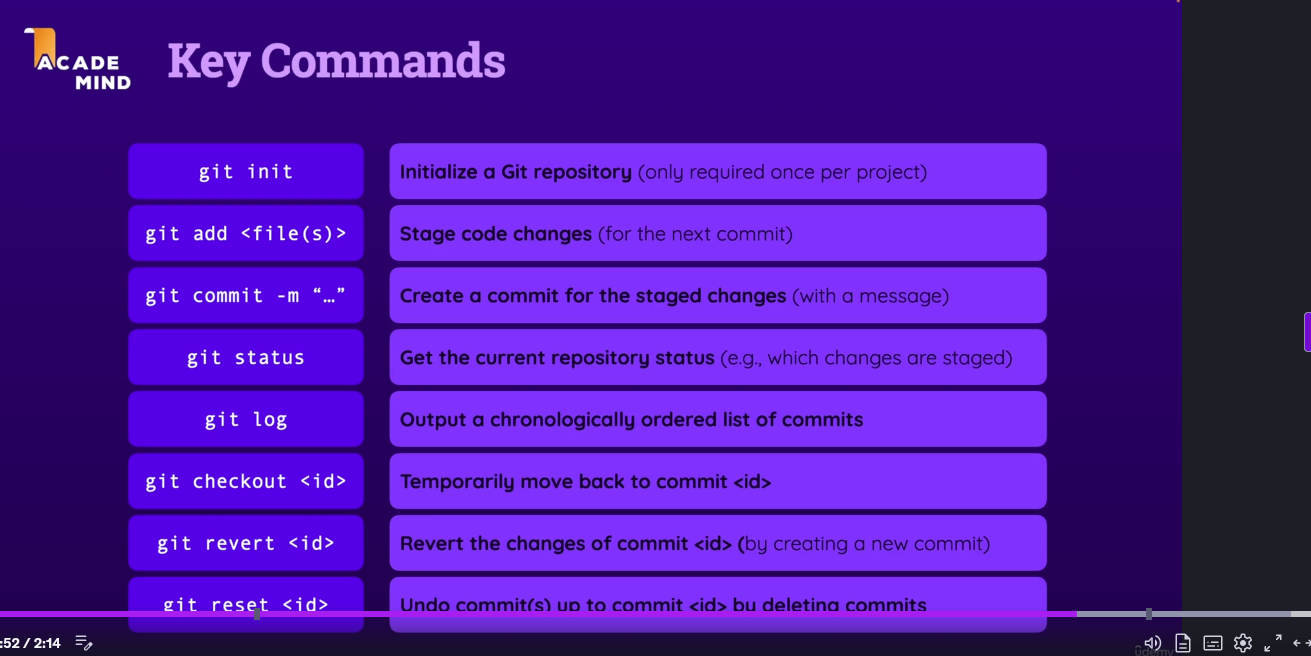 ACADE
MIND
Key Commands
git init
Initialize a Git repository (only required once per project)
git add <file(s)>
Stage code changes (for the next commit)
git commit -m “…”
Create a commit for the staged changes (with a message)
git status
Get the current repository status (e.g., which changes are staged)
git log
Output a chronologically ordered list of commits
git checkout <id>
Temporarily move back to commit <id>
git revert <id>
Revert the changes of commit <id> (by creating a new commit)
git reset <id>
Undo commit(s) up to commit <id> by deleting commits
:52 / 2:14
ûdemy